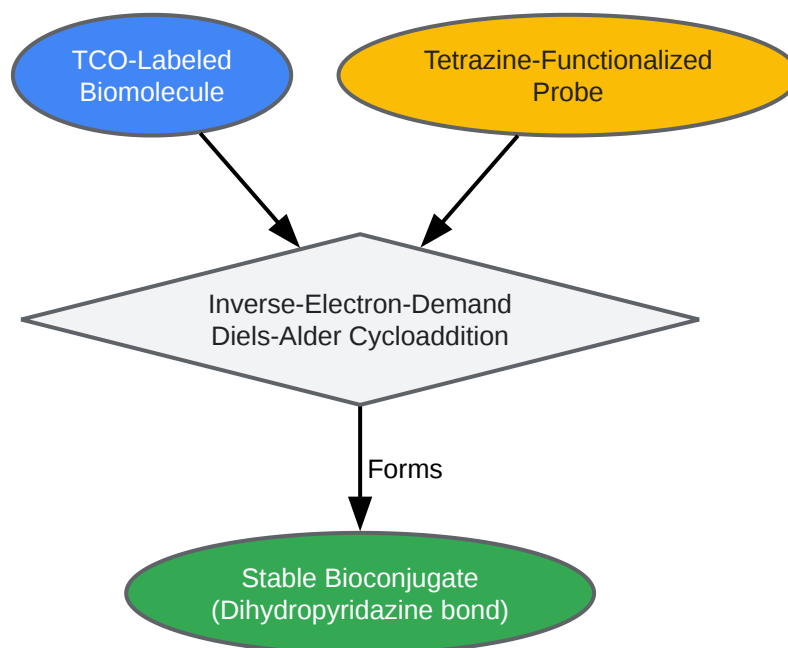 TCO-Labeled
Biomolecule
Tetrazine-Functionalized
Probe
Inverse-Electron-Demand
Diels-Alder Cycloaddition
Forms
Stable Bioconjugate
(Dihydropyridazine bond)